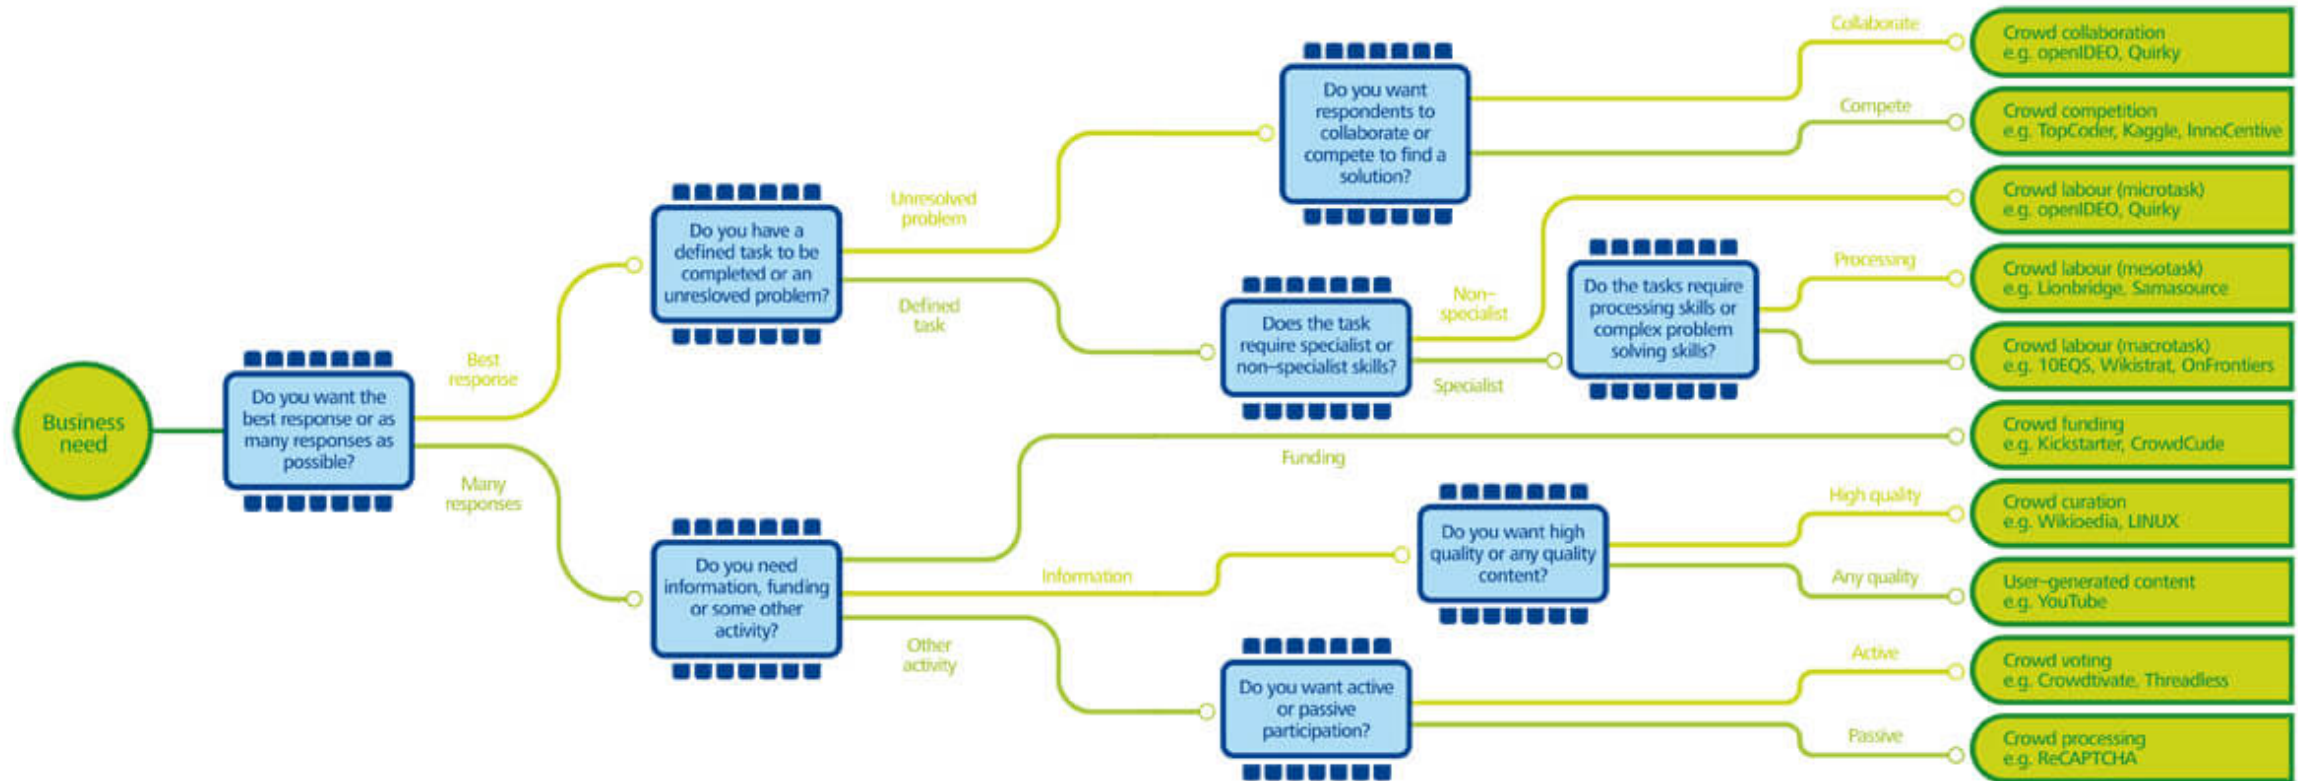 Business
need
Do you want the
best response or as
many responses as
possible?
Best
response
Many
responses
Do you have a
defined task to be
completed or an
unresloved problem?
Unresolved
problem
Defined
task
Do you need
information, funding
or some other
activity?
Funding
Information
Other
activity
Do you want
respondents to
collaborate or
compete to find a
solution?
Does the task
require specialist or
non-specialist skills?
Non-
specialist
Specialist
Do the tasks require
processing skills or
complex problem
solving skills?
Do you want high
quality or any quality
content?
Do you want active
or passive
participation?
Collaborate
Crowd collaboration
e.g. openIDEO, Quirky
Compete
Crowd competition
e.g. TopCoder, Kaggle, InnoCentive
Crowd labour (microtask)
e.g. openIDEO, Quirky
Processing
Crowd labour (mesotask)
e.g. Lionbridge, Samasource
Crowd labour (macrotask)
e.g. 10EQS, Wikistrat, OnFrontiers
Crowd funding
e.g. Kickstarter, CrowdCude
High quality
Crowd curation
e.g. Wikioedia, LINUX
Any quality
User-generated content
e.g. YouTube
Active
Crowd voting
e.g. Crowdtivate, Threadless
Passive
Crowd processing
e.g. ReCAPTCHA